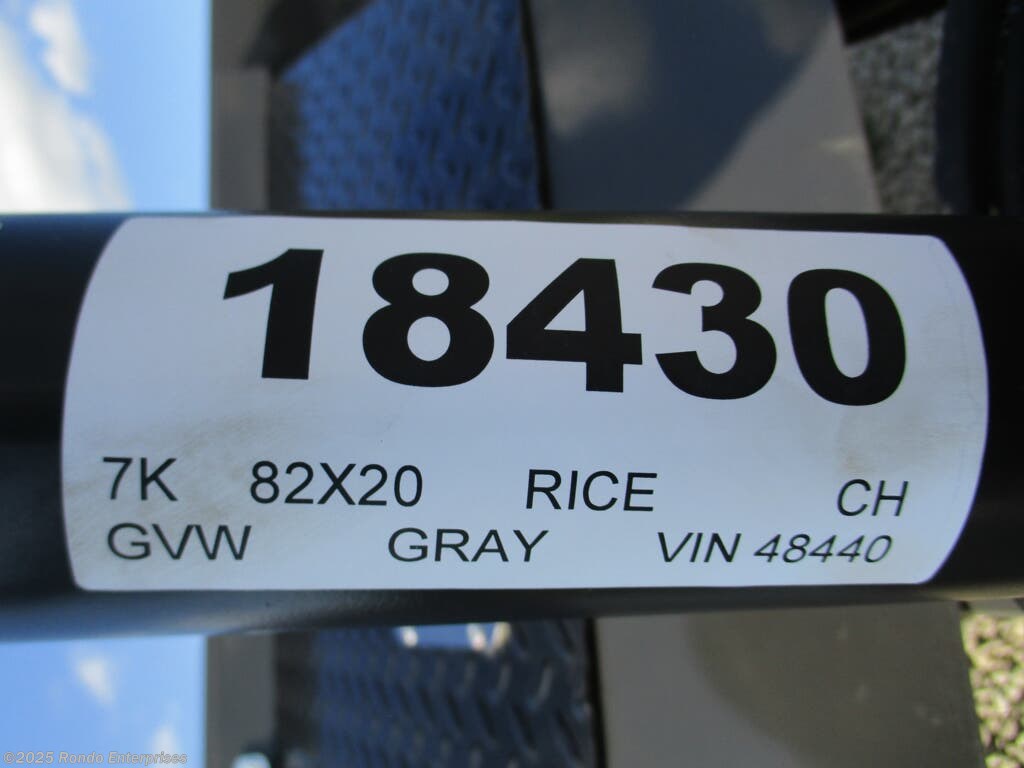 18430
7K 82X20 RICE CH
GVW GRAY VIN 48440
©2025 Rondo Enterprises